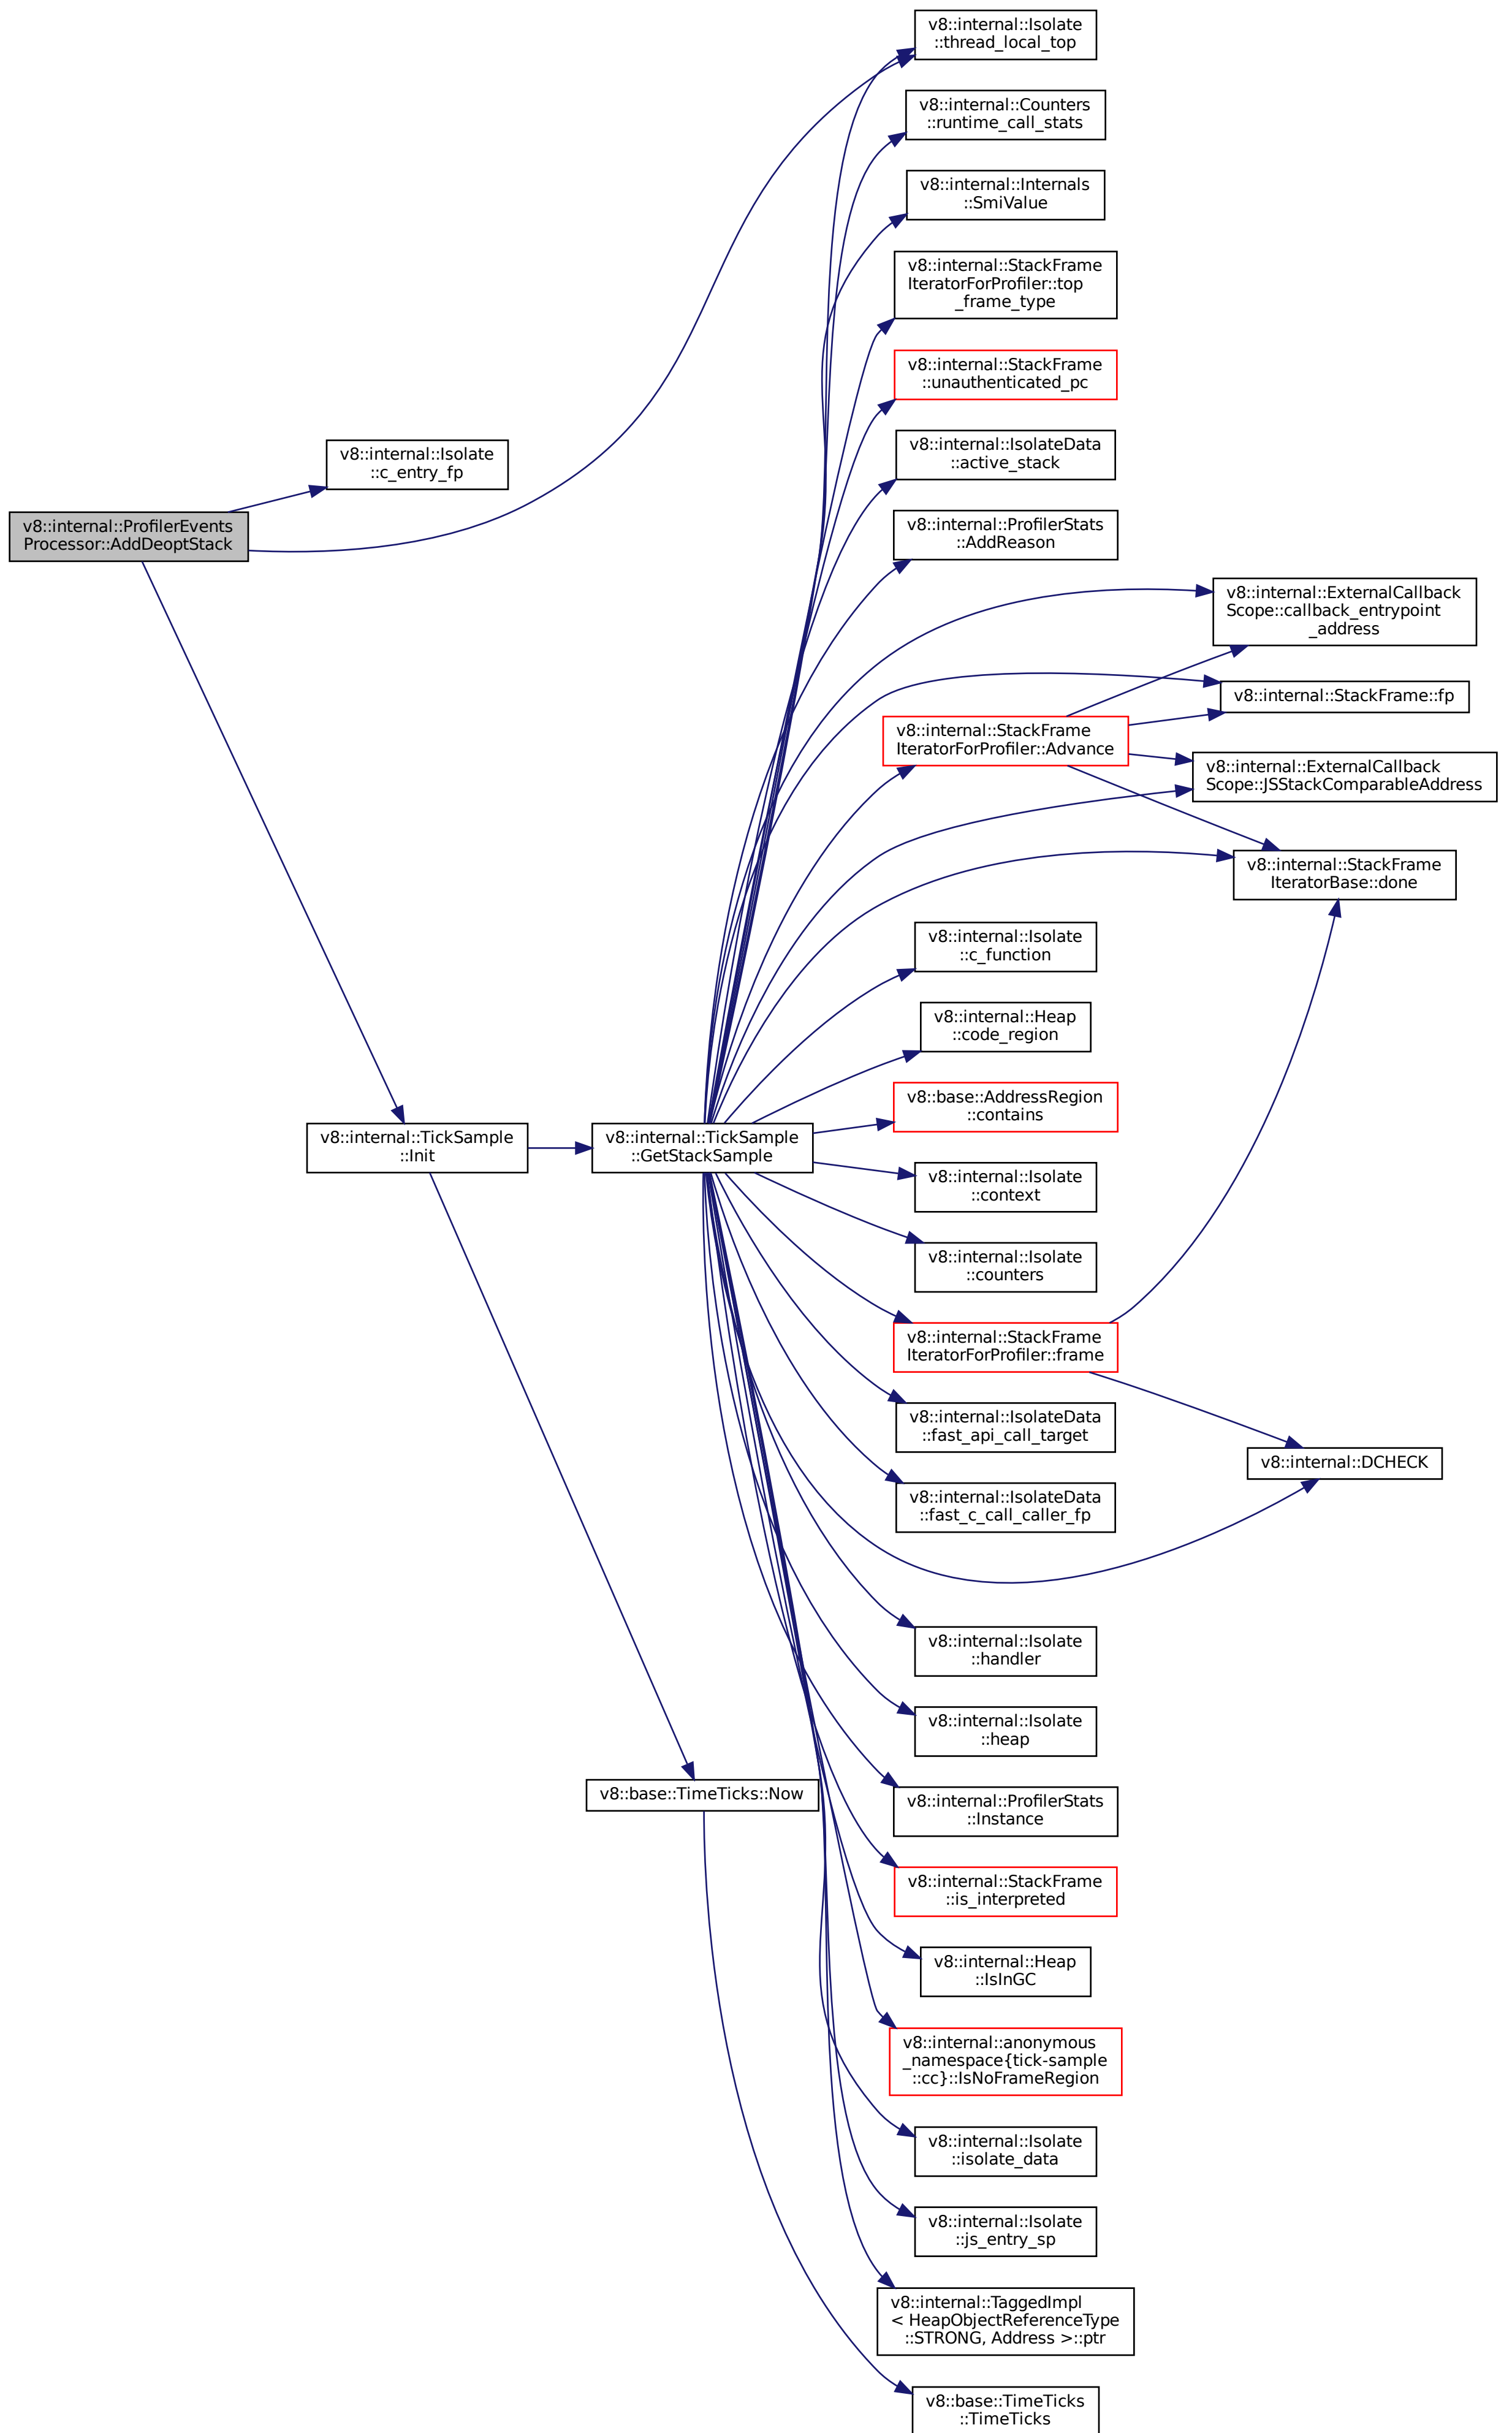 v8::internal::Isolate
::thread_local_top
v8::internal::Counters
::runtime_call_stats
v8::internal::Internals
::SmiValue
v8::internal::StackFrame
IteratorForProfiler::top
_frame_type
v8::internal::StackFrame
::unauthenticated_pc
v8::internal::Isolate
::c_entry_fp
v8::internal::IsolateData
::active_stack
v8::internal::ProfilerEvents
Processor::AddDeoptStack
v8::internal::ProfilerStats
::AddReason
v8::internal::ExternalCallback
Scope::callback_entrypoint
_address
v8::internal::StackFrame::fp
v8::internal::StackFrame
IteratorForProfiler::Advance
v8::internal::ExternalCallback
Scope::JSStackComparableAddress
v8::internal::StackFrame
IteratorBase::done
v8::internal::Isolate
::c_function
v8::internal::Heap
::code_region
v8::base::AddressRegion
::contains
v8::internal::TickSample
::Init
v8::internal::TickSample
::GetStackSample
v8::internal::Isolate
::context
v8::internal::Isolate
::counters
v8::internal::StackFrame
IteratorForProfiler::frame
v8::internal::IsolateData
::fast_api_call_target
v8::internal::DCHECK
v8::internal::IsolateData
::fast_c_call_caller_fp
v8::internal::Isolate
::handler
v8::internal::Isolate
::heap
v8::base::TimeTicks::Now
v8::internal::ProfilerStats
::Instance
v8::internal::StackFrame
::is_interpreted
v8::internal::Heap
::IsInGC
v8::internal::anonymous
_namespace{tick-sample
::cc}::IsNoFrameRegion
v8::internal::Isolate
::isolate_data
v8::internal::Isolate
::js_entry_sp
v8::internal::TaggedImpl
< HeapObjectReferenceType
::STRONG, Address >::ptr
v8::base::TimeTicks
::TimeTicks